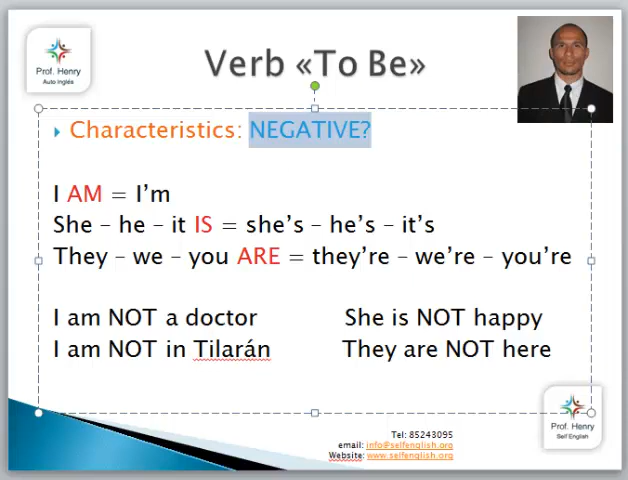 Prof. Henry
Auto Inglés
Verb «To Be»
Characteristics: NEGATIVE?
I AM = I'm
She – he – it IS = she's – he's – it's
They – we – you ARE = they're – we're – you're
I am NOT a doctor She is NOT happy
I am NOT in Tilarán They are NOT here
Prof. Henry
Self English
Tel: 85243095
email: info@selfenglish.org
Website: www.selfenglish.org